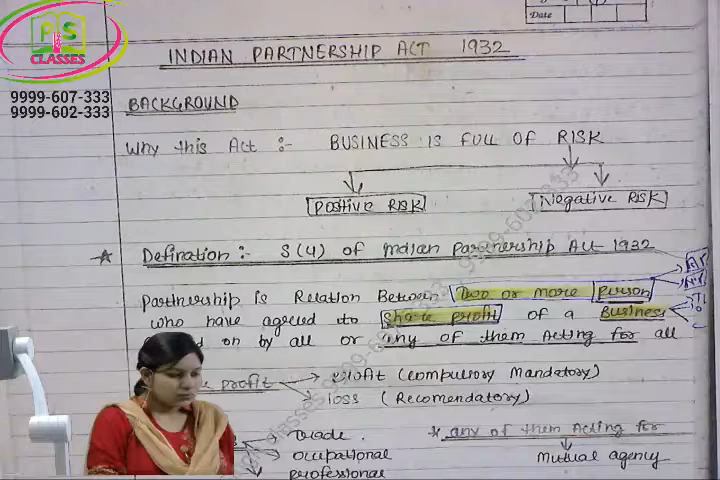 PS
CLASSES
Date
INDIAN PARTNERSHIP ACT 1932
9999-607-333
9999-602-333
BACKGROUND
Why this Act :- BUSINESS IS FULL OF RISK
Positive RISK
Negative RISK
Defination :- S(4) of Indian partnership Act 1932
Partnership is Relation Between Two or more person
who have agreed to share profit of a Business
on by all or any of them Acting for all
profit
profit (compulsory Mandatory)
loss (Recomendatory)
Trade.
* any of them Acting for
occupational
Mutual agency
professional